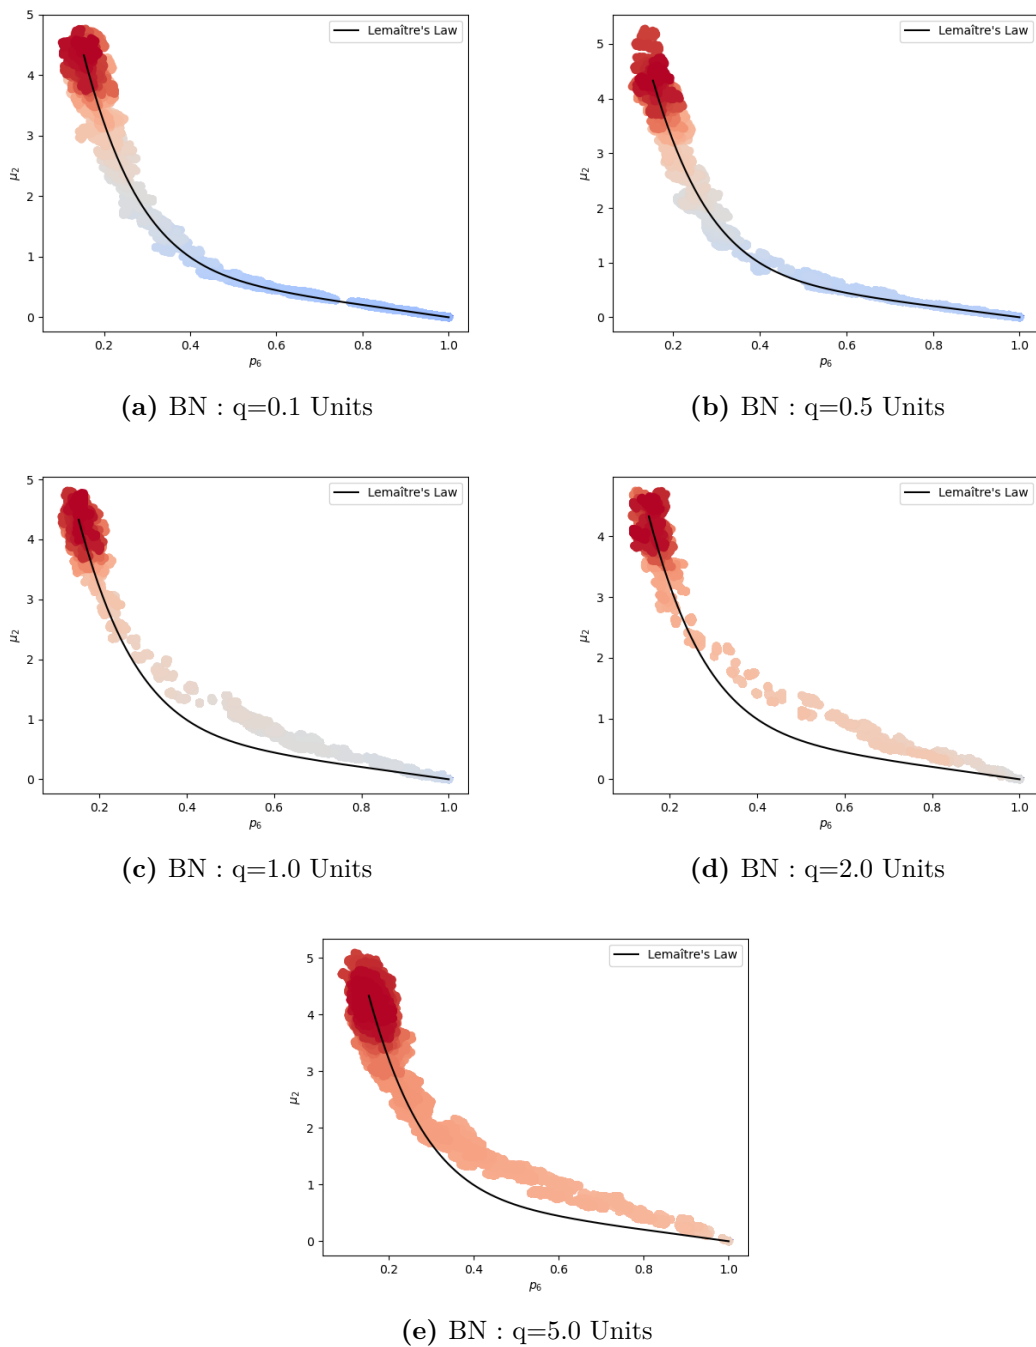 5
4
3
2
1
0
μ₂
0.2 0.4 0.6 0.8 1.0
p₆
Lemaître's Law
(a) BN : q=0.1 Units
5
4
3
2
1
0
μ₂
0.2 0.4 0.6 0.8 1.0
p₆
Lemaître's Law
(b) BN : q=0.5 Units
5
4
3
2
1
0
μ₂
0.2 0.4 0.6 0.8 1.0
p₆
Lemaître's Law
(c) BN : q=1.0 Units
4
3
2
1
0
μ₂
0.2 0.4 0.6 0.8 1.0
p₆
Lemaître's Law
(d) BN : q=2.0 Units
5
4
3
2
1
0
μ₂
0.2 0.4 0.6 0.8 1.0
p₆
Lemaître's Law
(e) BN : q=5.0 Units